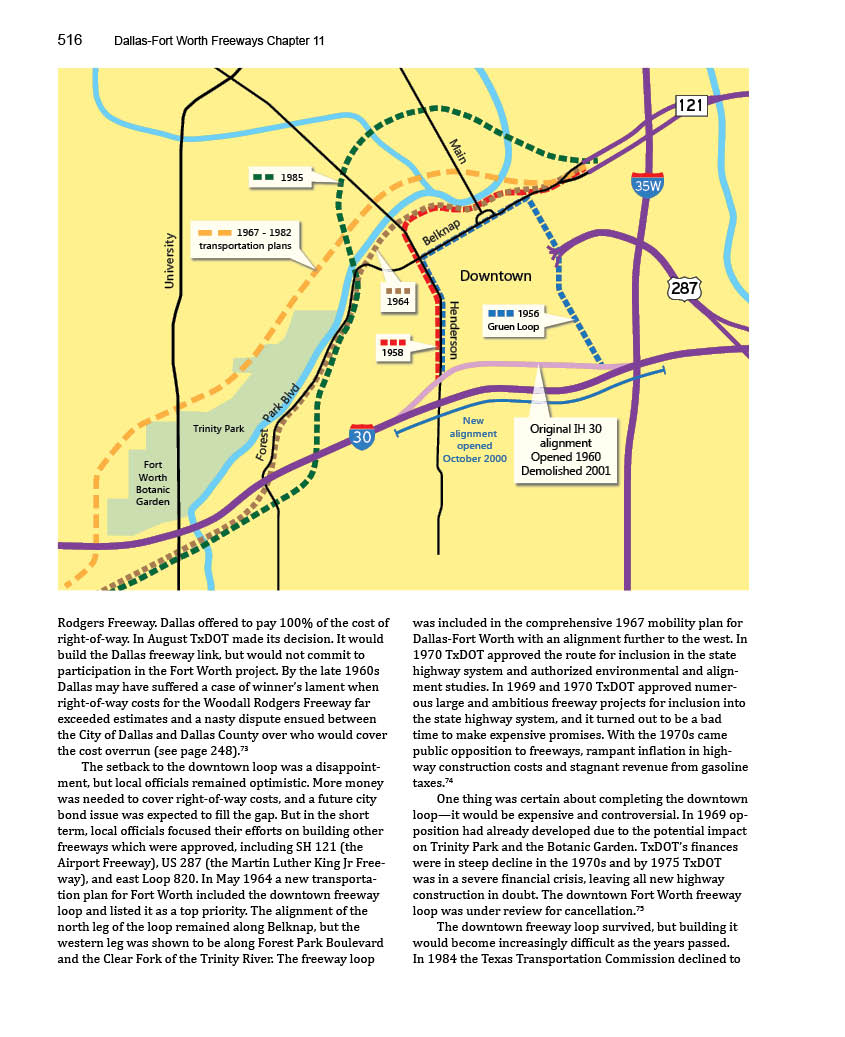 516 Dallas-Fort Worth Freeways Chapter 11
121
Main
1985
35W
1967 - 1982
transportation plans
University
Belknap
Downtown
287
1964
Henderson
1956
Gruen Loop
1958
Forest Park Blvd
Trinity Park
30
New
alignment
opened
October 2000
Original IH 30
alignment
Opened 1960
Demolished 2001
Fort
Worth
Botanic
Garden
Rodgers Freeway. Dallas offered to pay 100% of the cost of
right-of-way. In August TxDOT made its decision. It would
build the Dallas freeway link, but would not commit to
participation in the Fort Worth project. By the late 1960s
Dallas may have suffered a case of winner's lament when
right-of-way costs for the Woodall Rodgers Freeway far
exceeded estimates and a nasty dispute ensued between
the City of Dallas and Dallas County over who would cover
the cost overrun (see page 248).73
The setback to the downtown loop was a disappoint-
ment, but local officials remained optimistic. More money
was needed to cover right-of-way costs, and a future city
bond issue was expected to fill the gap. But in the short
term, local officials focused their efforts on building other
freeways which were approved, including SH 121 (the
Airport Freeway), US 287 (the Martin Luther King Jr Free-
way), and east Loop 820. In May 1964 a new transporta-
tion plan for Fort Worth included the downtown freeway
loop and listed it as a top priority. The alignment of the
north leg of the loop remained along Belknap, but the
western leg was shown to be along Forest Park Boulevard
and the Clear Fork of the Trinity River. The freeway loop
was included in the comprehensive 1967 mobility plan for
Dallas-Fort Worth with an alignment further to the west. In
1970 TxDOT approved the route for inclusion in the state
highway system and authorized environmental and align-
ment studies. In 1969 and 1970 TxDOT approved numer-
ous large and ambitious freeway projects for inclusion into
the state highway system, and it turned out to be a bad
time to make expensive promises. With the 1970s came
public opposition to freeways, rampant inflation in high-
way construction costs and stagnant revenue from gasoline
taxes.74
One thing was certain about completing the downtown
loop—it would be expensive and controversial. In 1969 op-
position had already developed due to the potential impact
on Trinity Park and the Botanic Garden. TxDOT's finances
were in steep decline in the 1970s and by 1975 TxDOT
was in a severe financial crisis, leaving all new highway
construction in doubt. The downtown Fort Worth freeway
loop was under review for cancellation.75
The downtown freeway loop survived, but building it
would become increasingly difficult as the years passed.
In 1984 the Texas Transportation Commission declined to